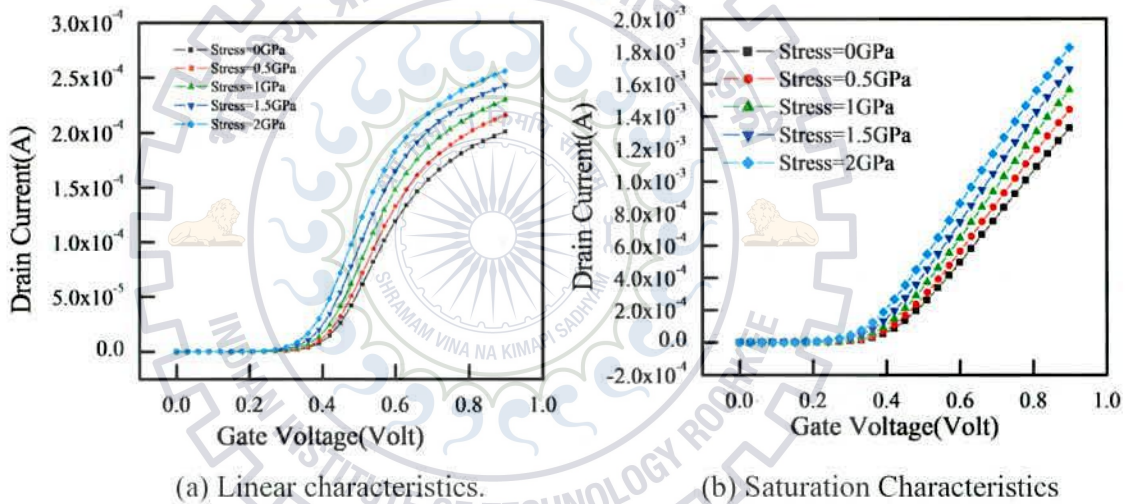 3.0x10⁻⁴
2.5x10⁻⁴
2.0x10⁻⁴
1.5x10⁻⁴
1.0x10⁻⁴
5.0x10⁻⁵
0.0
Drain Current(A)
Stress=0GPa
Stress=0.5GPa
Stress=1GPa
Stress=1.5GPa
Stress=2GPa
0.0 0.2 0.4 0.6 0.8 1.0
Gate Voltage(Volt)
(a) Linear characteristics.
2.0x10⁻³
1.8x10⁻³
1.6x10⁻³
1.4x10⁻³
1.2x10⁻³
1.0x10⁻³
8.0x10⁻⁴
6.0x10⁻⁴
4.0x10⁻⁴
2.0x10⁻⁴
0.0
-2.0x10⁻⁴
Drain Current(A)
Stress=0GPa
Stress=0.5GPa
Stress=1GPa
Stress=1.5GPa
Stress=2GPa
0.0 0.2 0.4 0.6 0.8 1.0
Gate Voltage(Volt)
(b) Saturation Characteristics
SHRAMAM VINA NA KIMAPI SADHYAM
INDIAN INSTITUTE OF TECHNOLOGY ROORKEE